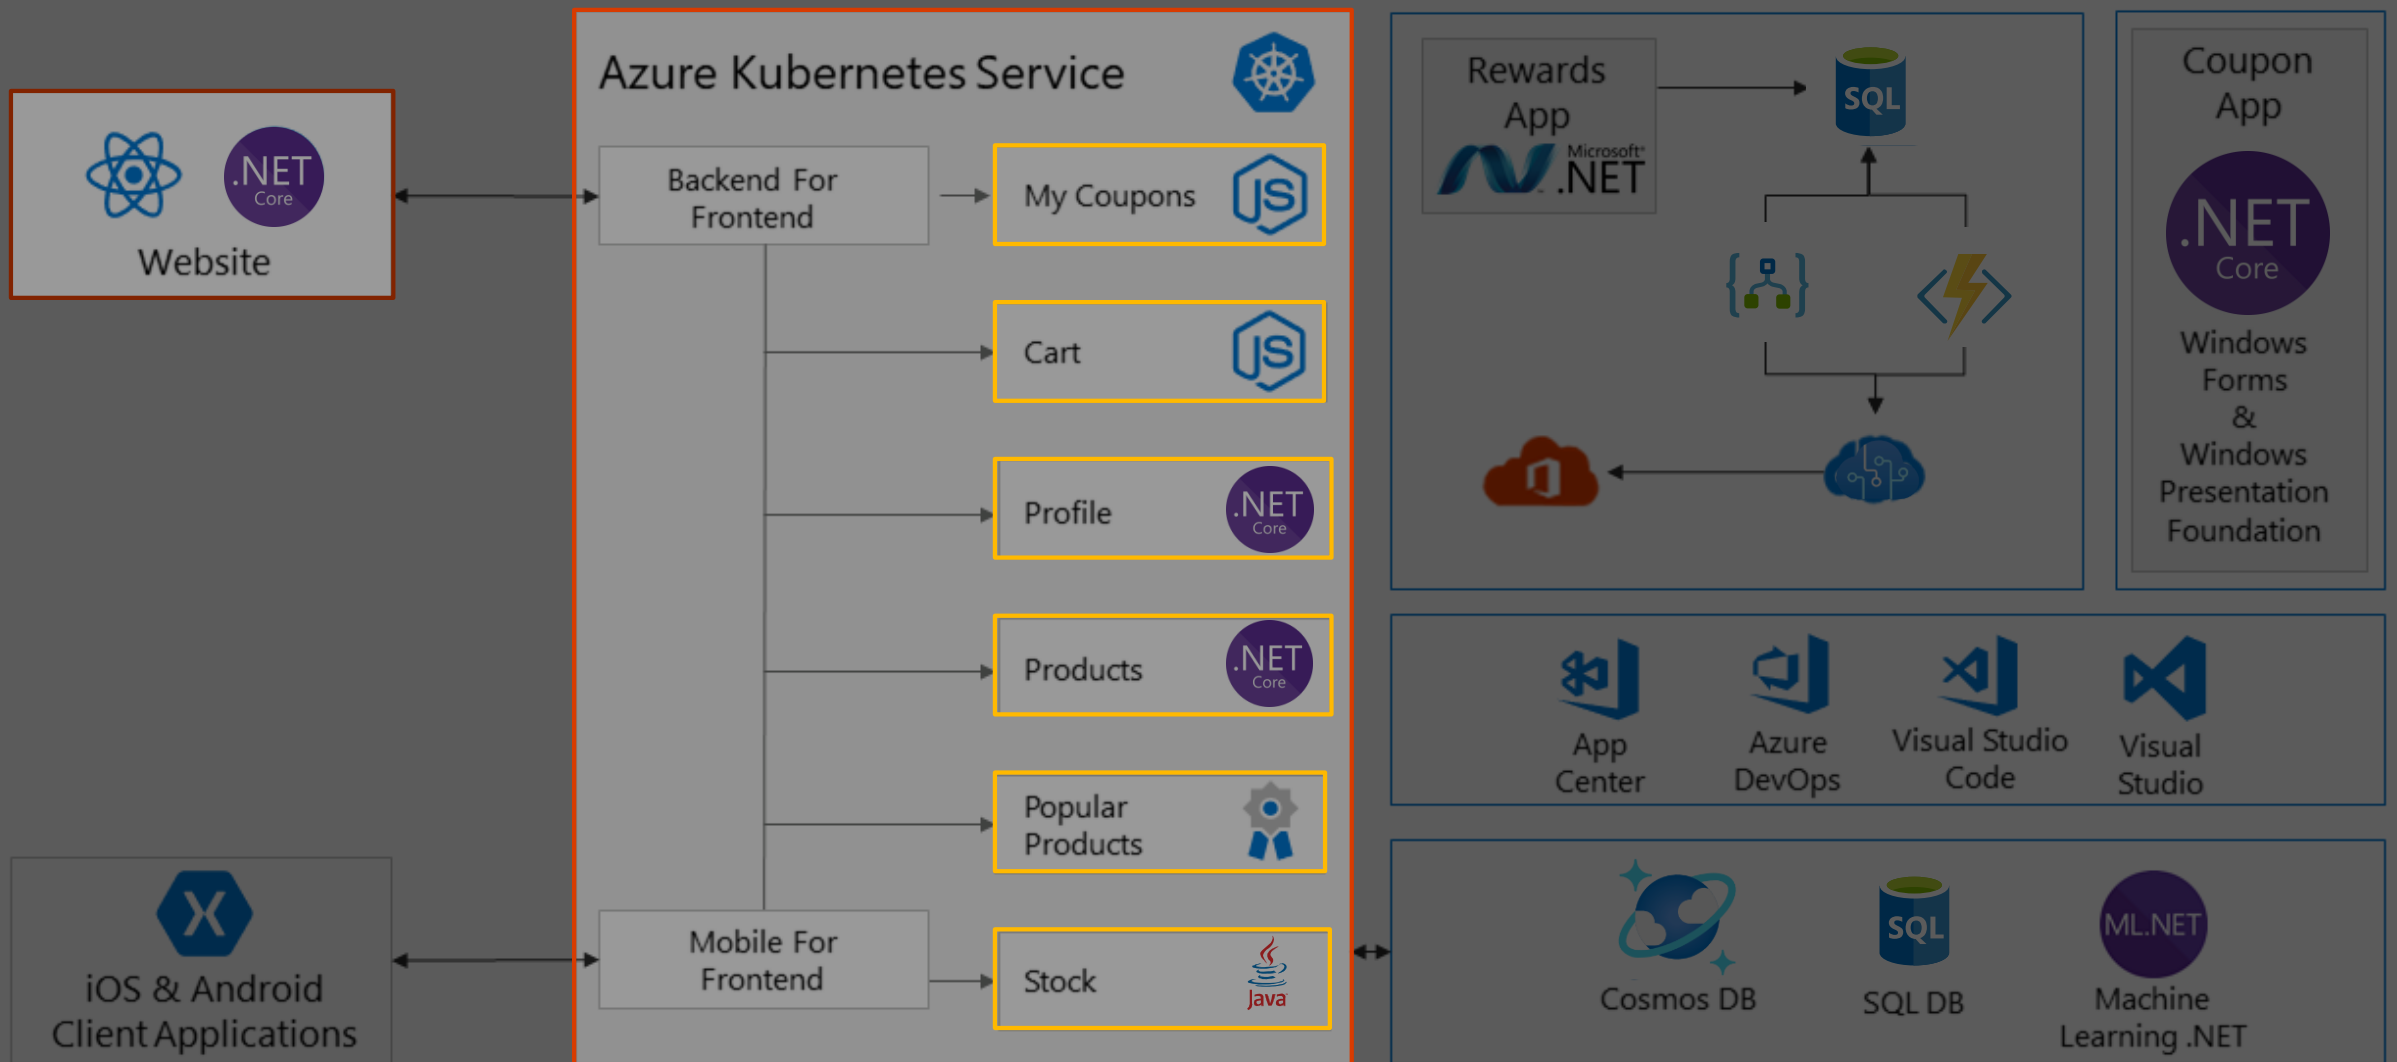 Azure Kubernetes Service
.NET
Core
Website
Backend For
Frontend
My Coupons
JS
Cart
JS
Profile
.NET
Core
Products
.NET
Core
Popular
Products
Mobile For
Frontend
Stock
Java
iOS & Android
Client Applications
Rewards
App
Microsoft®
.NET
SQL
Coupon
App
.NET
Core
Windows
Forms
&
Windows
Presentation
Foundation
App
Center
Azure
DevOps
Visual Studio
Code
Visual
Studio
Cosmos DB
SQL
SQL DB
ML.NET
Machine
Learning .NET